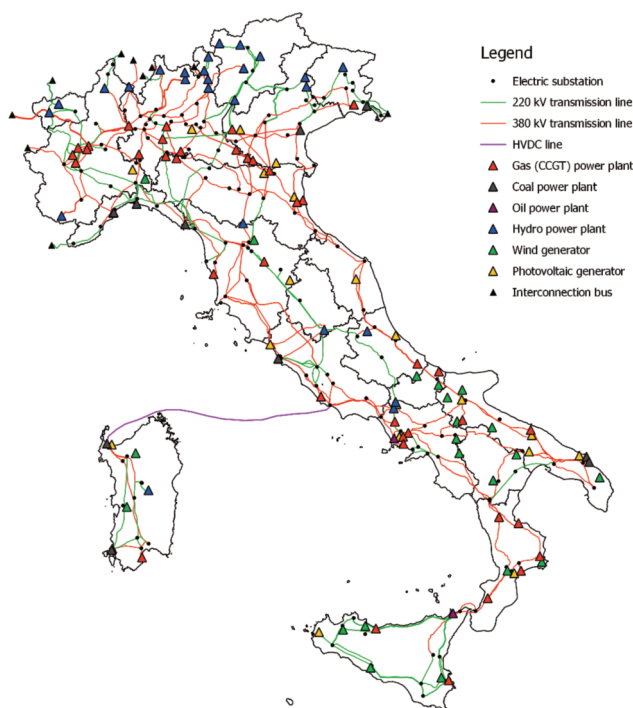 Legend
Electric substation
220 kV transmission line
380 kV transmission line
HVDC line
Gas (CCGT) power plant
Coal power plant
Oil power plant
Hydro power plant
Wind generator
Photovoltaic generator
Interconnection bus